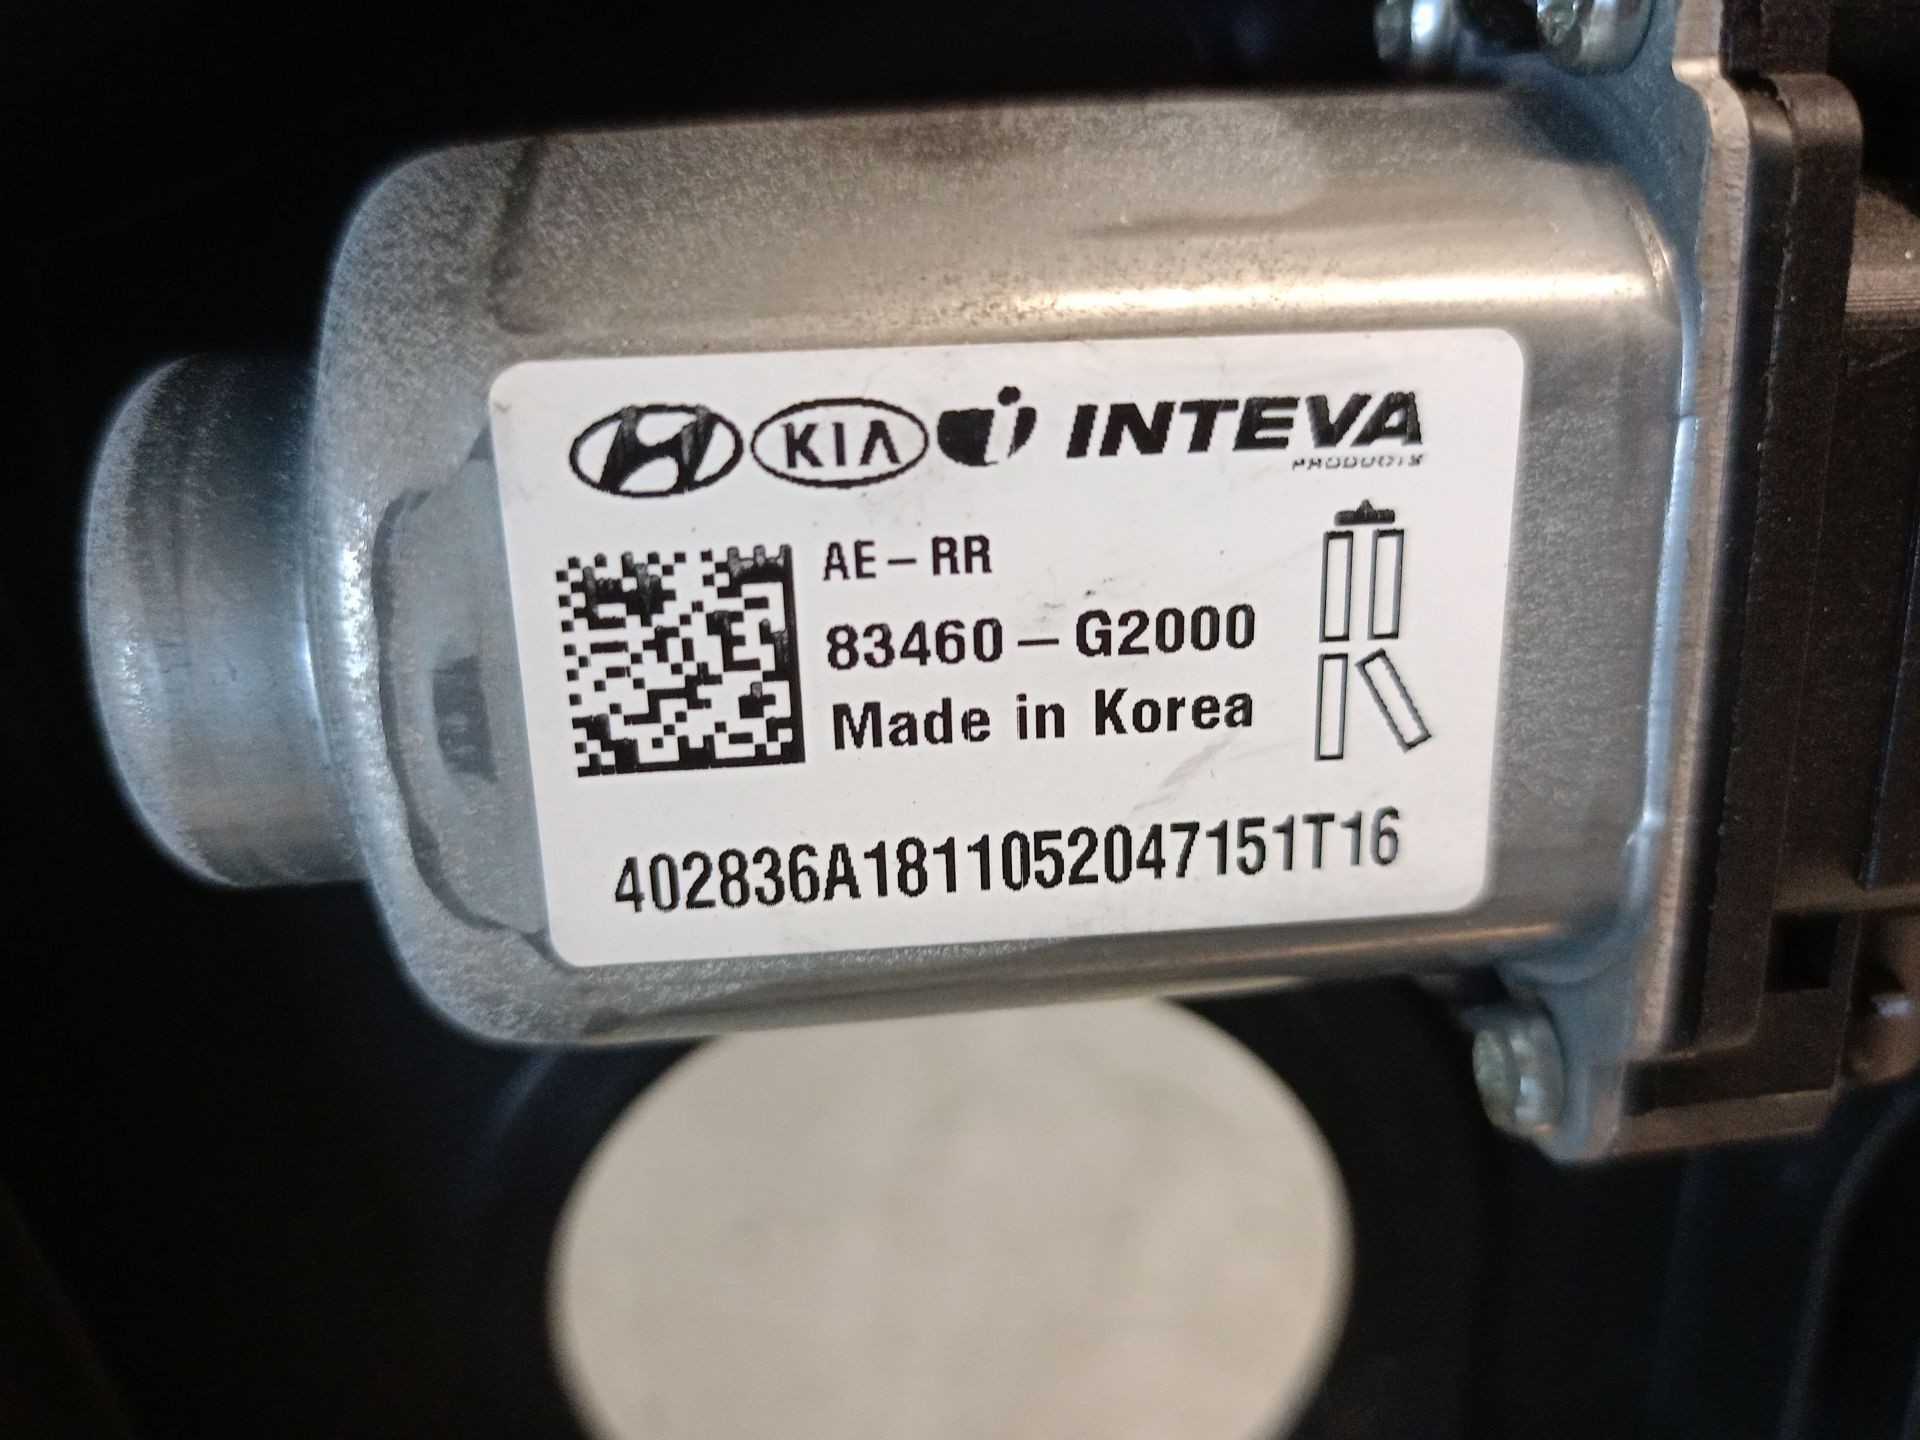 KIA INTEVA
PRODUCTS
AE-RR
83460-G2000
Made in Korea
402836A1811052047151T16